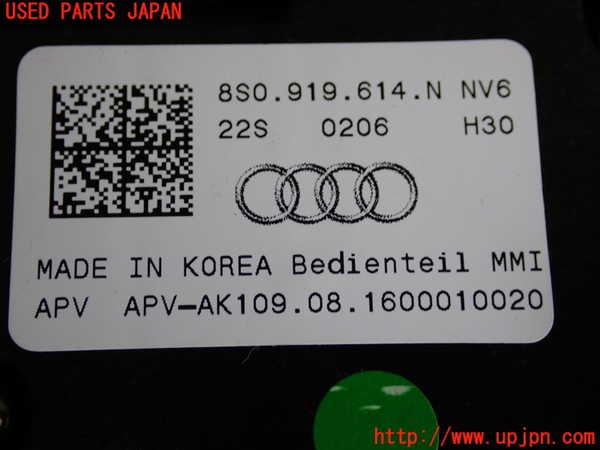 USED PARTS JAPAN
8S0.919.614.N NV6
22S 0206 H30
MADE IN KOREA Bedienteil MMI
APV APV-AK109.08.1600010020
http://www.upjpn.com/